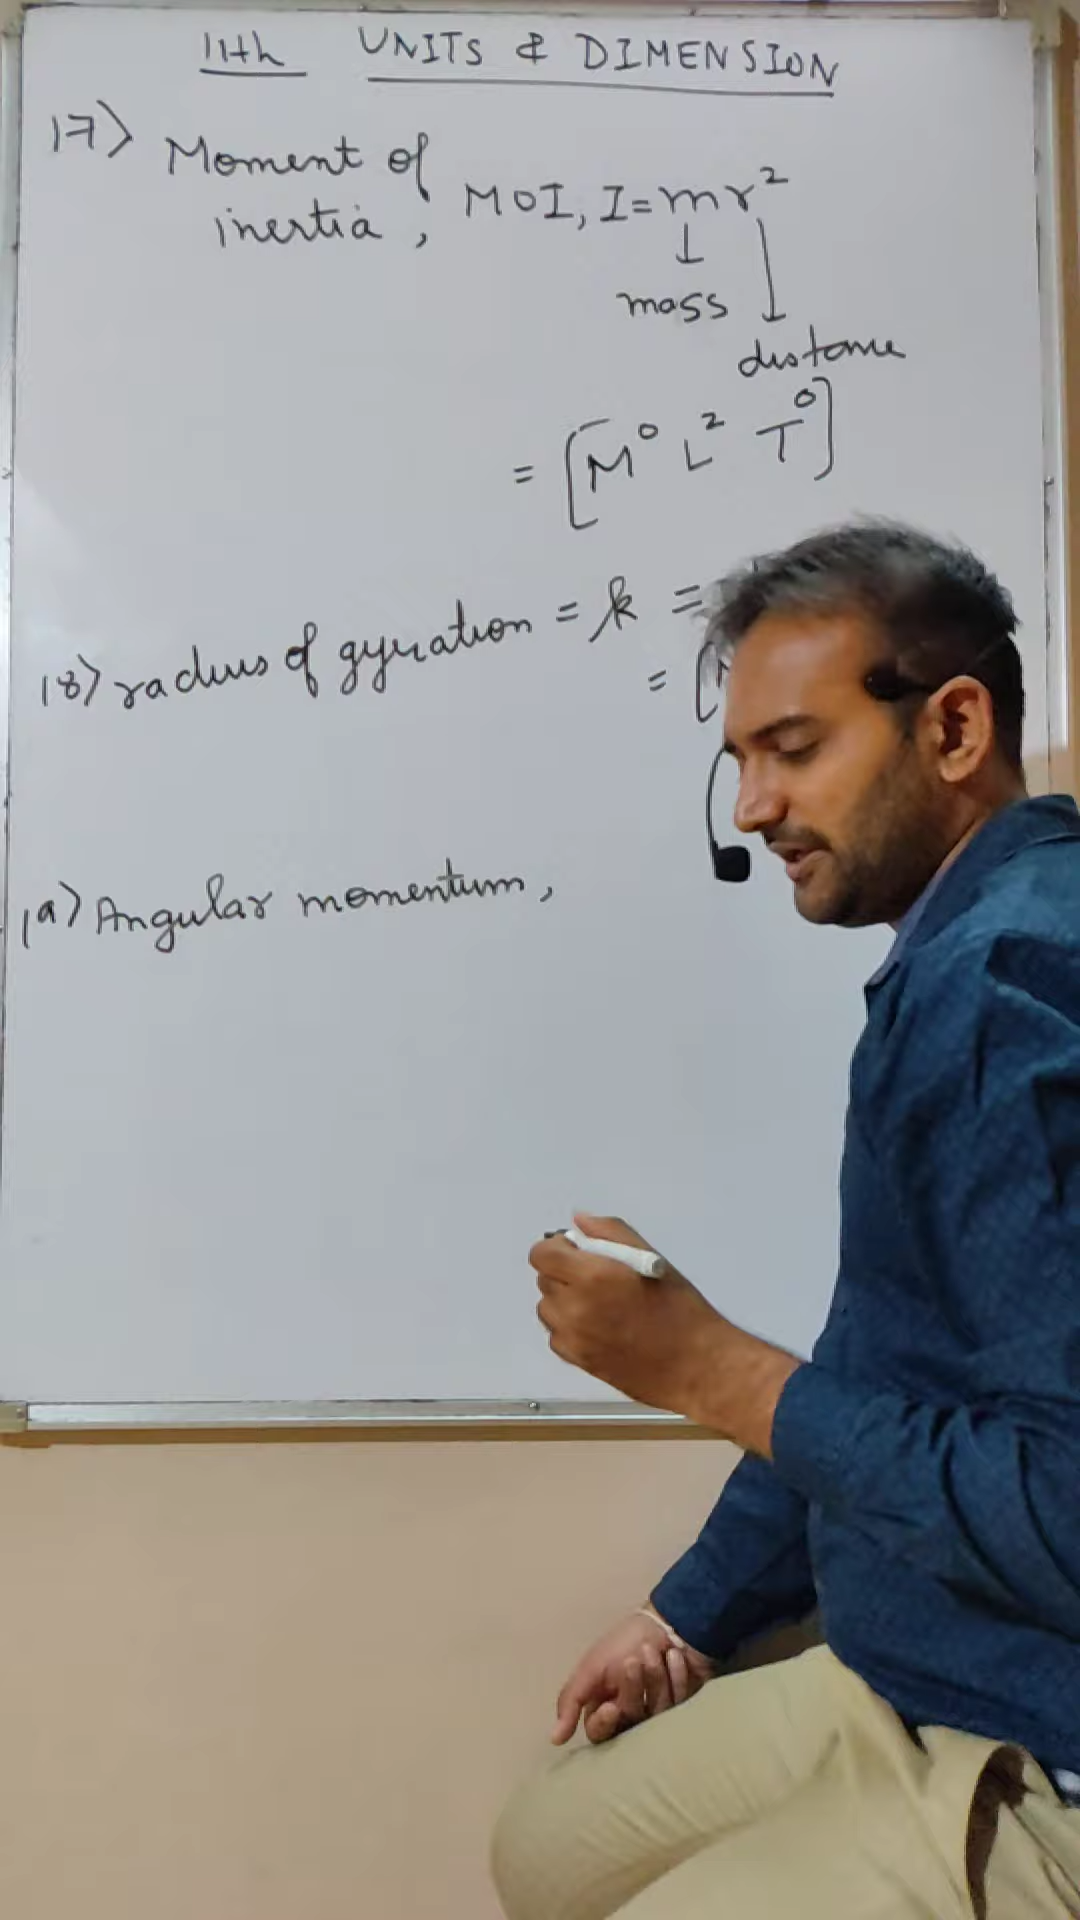 11th UNITS & DIMENSION
17) Moment of
inertia, MOI, I=mr²
mass
distance
= [M⁰ L² T⁰]
18) radius of gyration = k =
= [
19) Angular momentum,